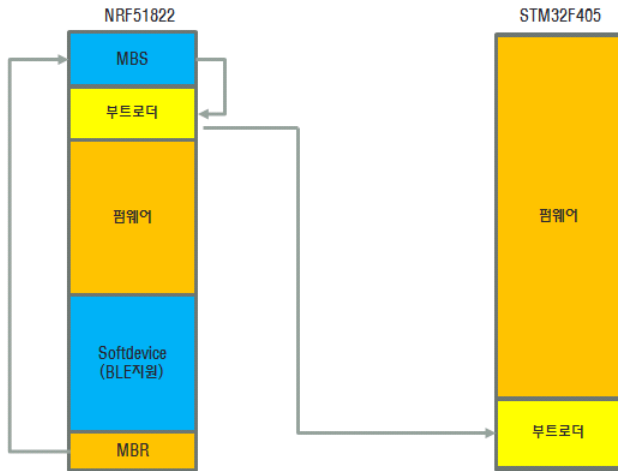 NRF51822
MBS
부트로더
펌웨어
Softdevice
(BLE지원)
MBR
STM32F405
펌웨어
부트로더